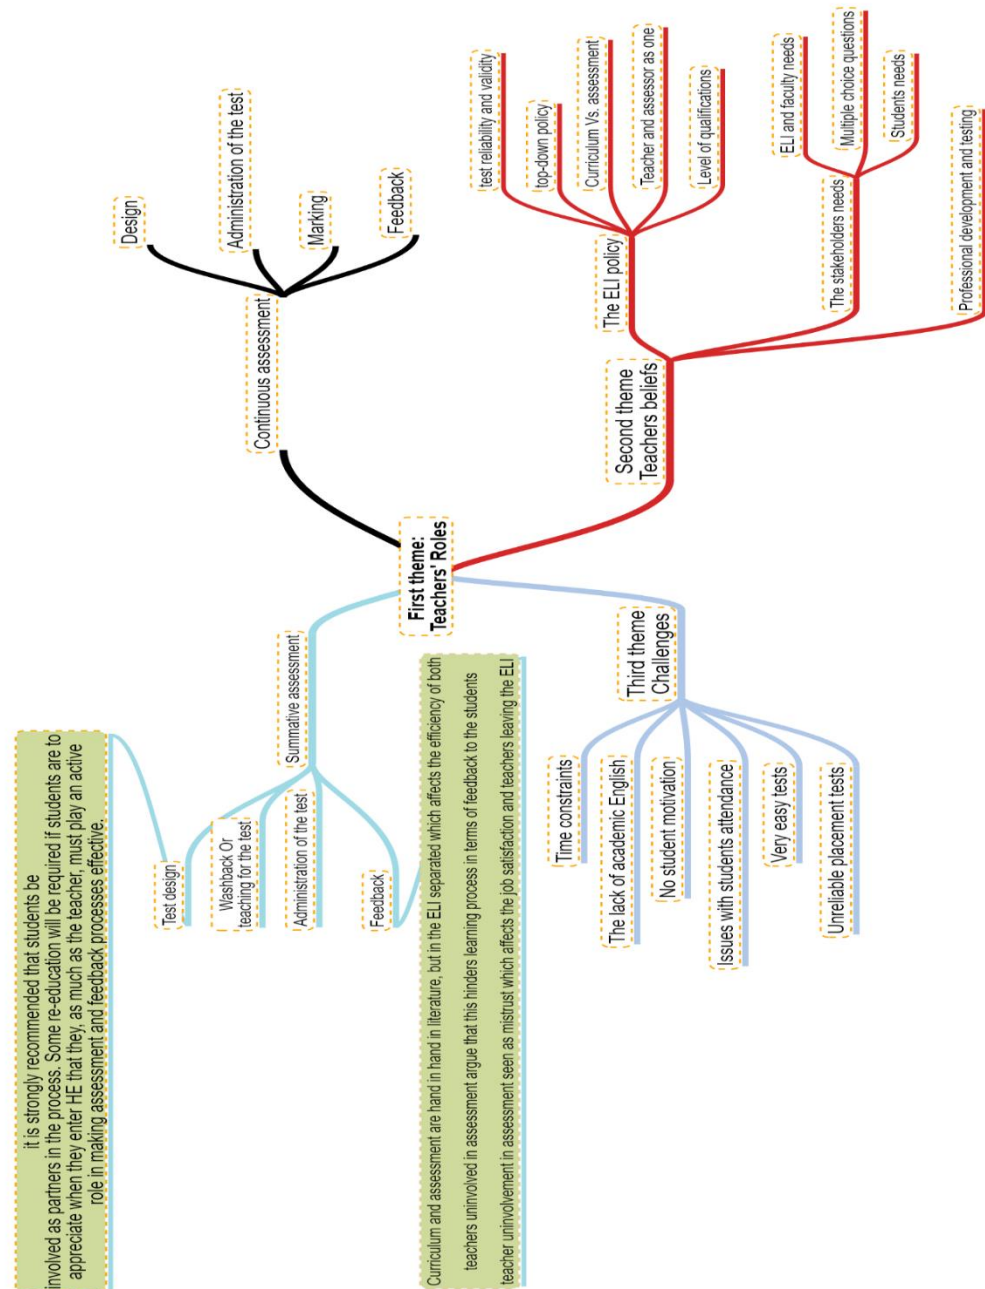 it is strongly recommended that students be
involved as partners in the process. Some re-education will be required if students are to
appreciate when they enter HE that they, as much as the teacher, must play an active
role in making assessment and feedback processes effective.
Test design
Washback Or
teaching for the test
Administration of the test
Feedback
Summative assessment
Curriculum and assessment are hand in hand in literature, but in the ELI separated which affects the efficiency of both
teachers uninvolved in assessment argue that this hinders learning process in terms of feedback to the students
teacher uninvolvement in assessment seen as mistrust which affects the job satisfaction and teachers leaving the ELI
First theme:
Teachers' Roles
Continuous assessment
Design
Administration of the test
Marking
Feedback
Third theme
Challenges
Time constraints
The lack of academic English
No student motivation
Issues with students attendance
Very easy tests
Unreliable placement tests
Second theme
Teachers beliefs
The ELI policy
test reliability and validity
top-down policy
Curriculum Vs. assessment
Teacher and assessor as one
Level of qualifications
The stakeholders needs
ELI and faculty needs
Multiple choice questions
Students needs
Professional development and testing